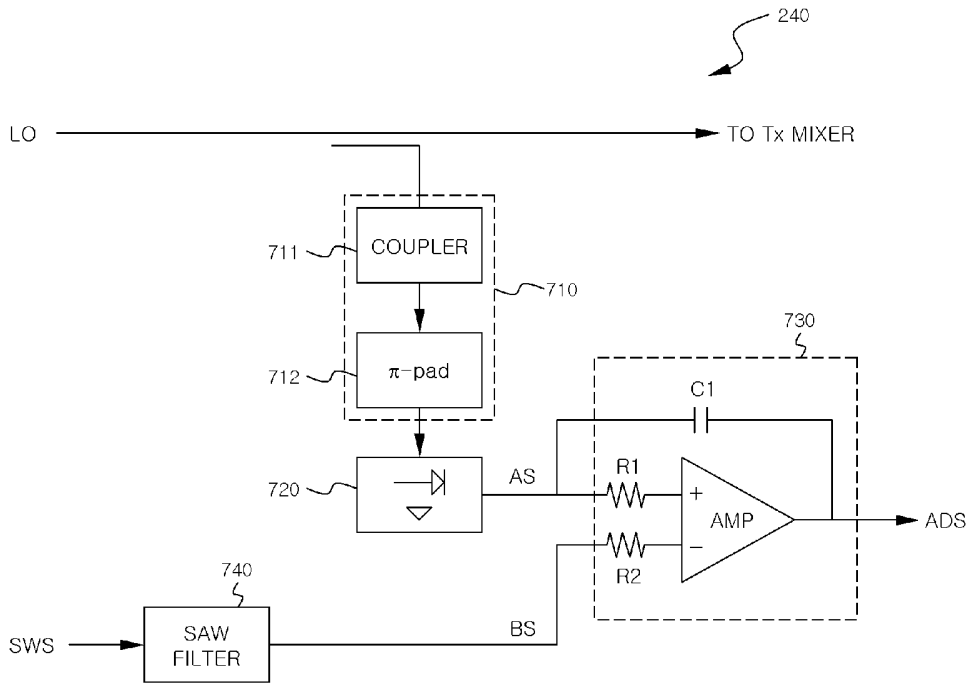 240
LO
TO Tx MIXER
711
COUPLER
710
712
π-pad
730
C1
720
AS
R1
+
AMP
ADS
−
R2
740
SWS
SAW
FILTER
BS